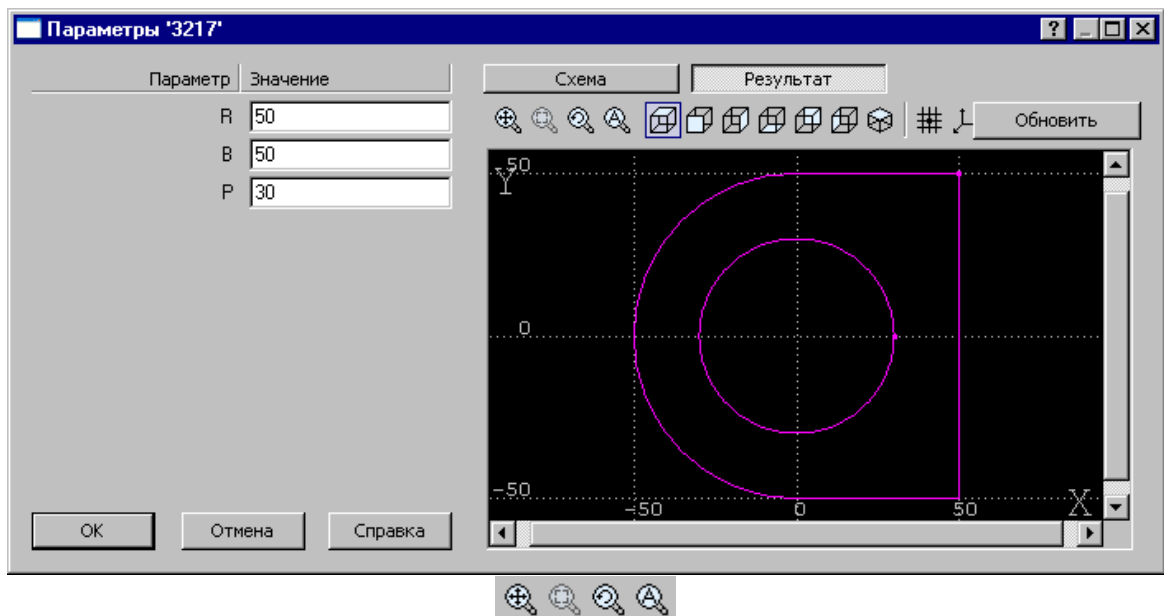 Параметры '3217'
Параметр Значение
R 50
B 50
P 30
Схема Результат
Обновить
50
Y
0
-50
-50 0 50 X
OK Отмена Справка